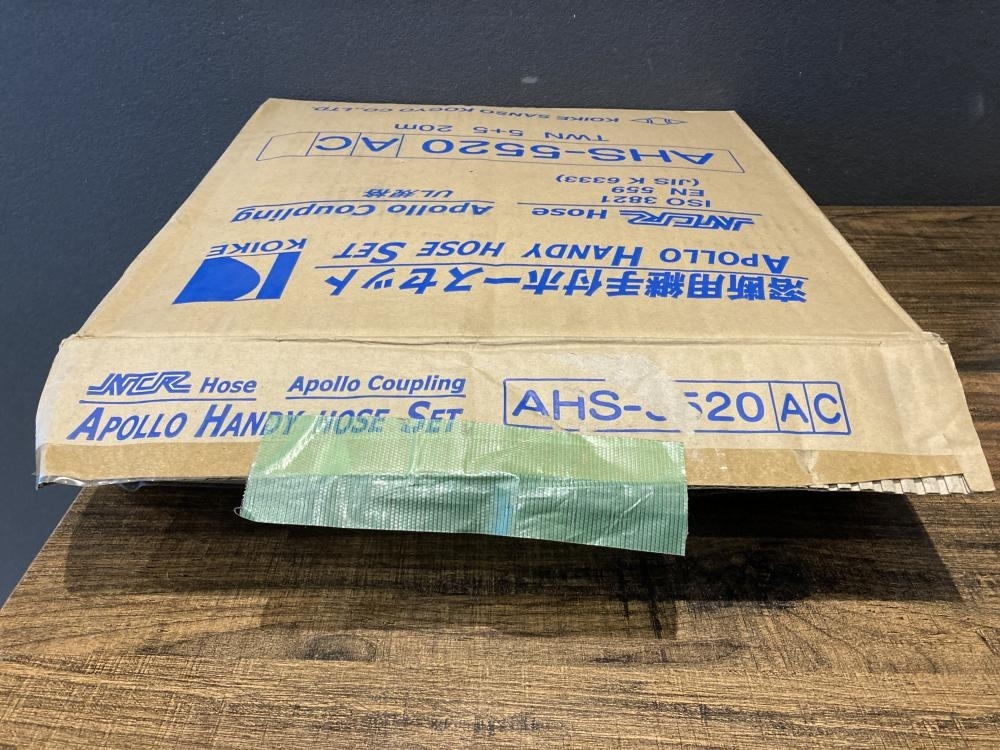 溶断用継手付ホースセット
APOLLO HANDY HOSE SET
KOIKE
NCR Hose
ISO 3821
EN 559
(JIS K 6333)
Apollo Coupling
UL規格
AHS-5520 AC
TWN 5+5 20m
KOIKE SANSO KOGYO CO.,LTD.
NCR Hose Apollo Coupling
APOLLO HANDY HOSE SET
AHS-5520 AC